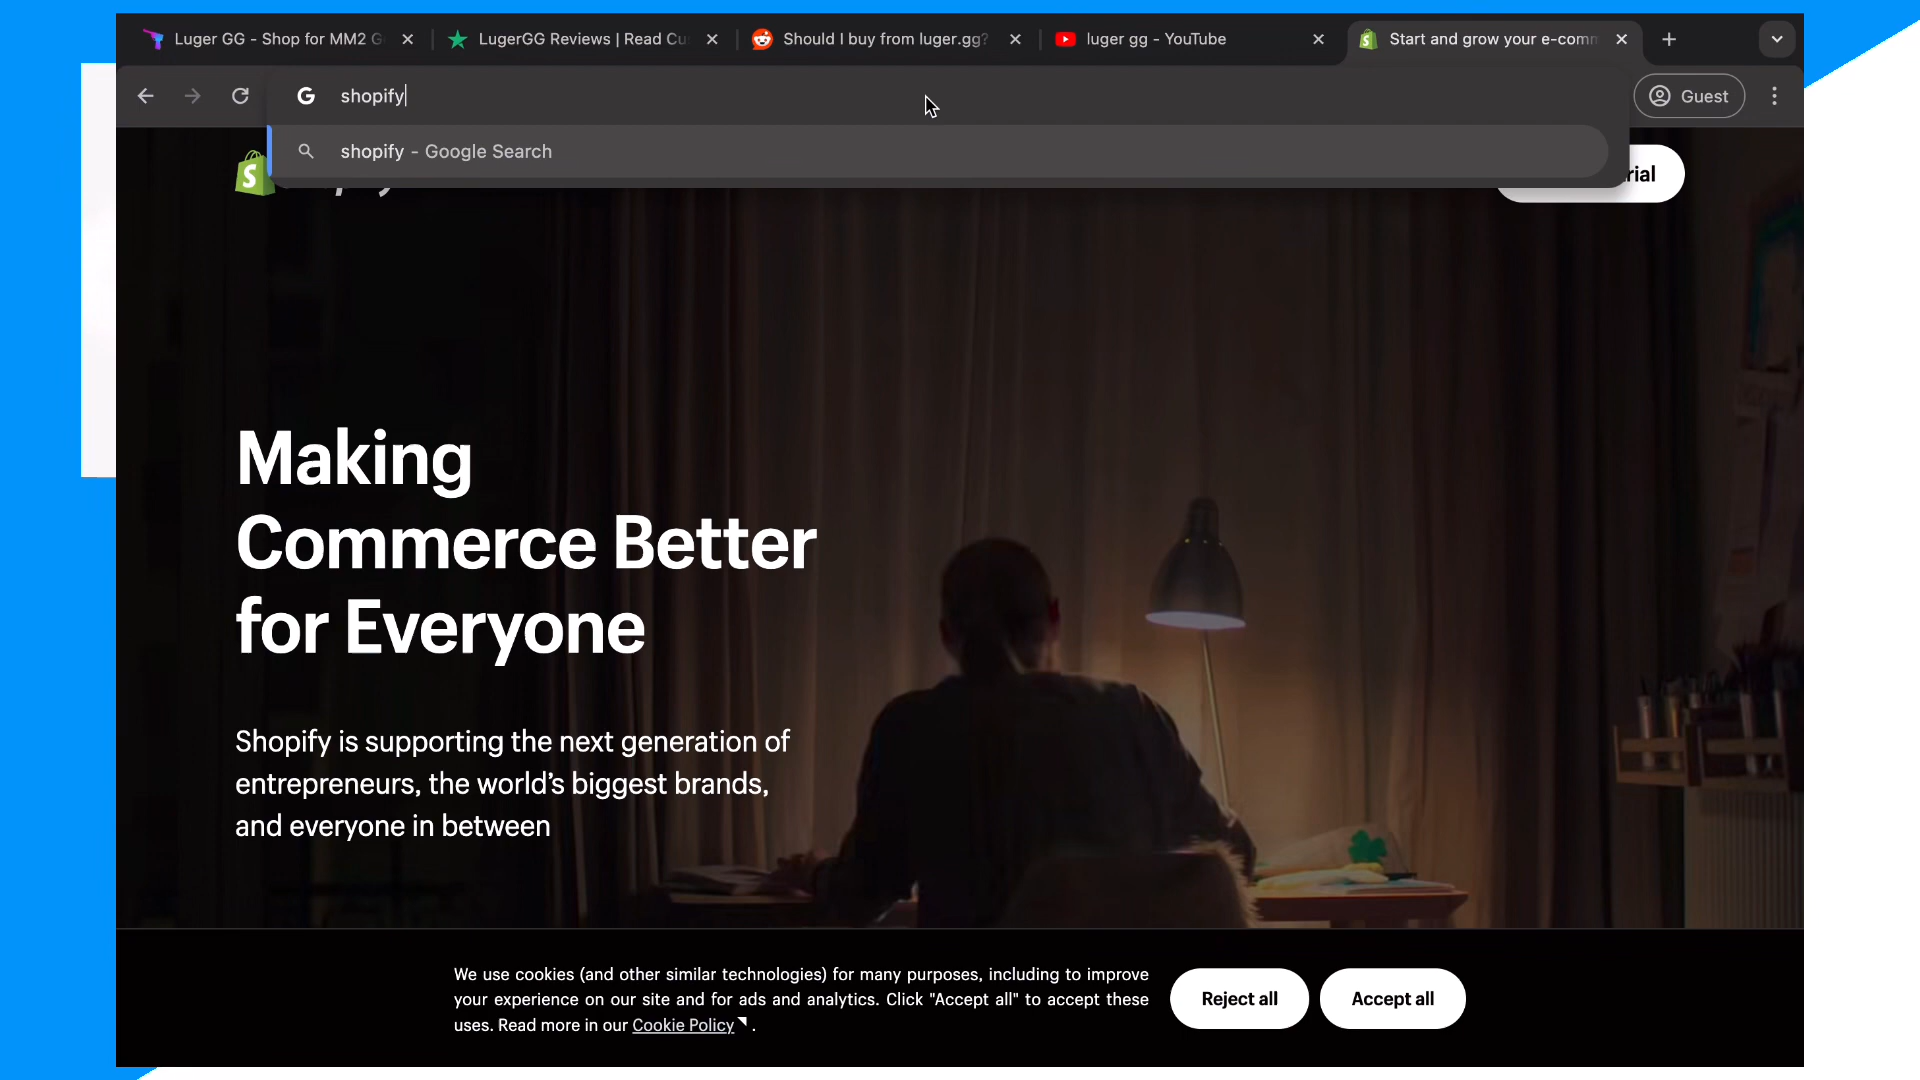 Luger GG - Shop for MM2 G
LugerGG Reviews | Read Cu
Should I buy from luger.gg?
luger gg - YouTube
Start and grow your e-comm
shopify
Guest
shopify - Google Search
Making
Commerce Better
for Everyone
Shopify is supporting the next generation of
entrepreneurs, the world's biggest brands,
and everyone in between
We use cookies (and other similar technologies) for many purposes, including to improve
your experience on our site and for ads and analytics. Click "Accept all" to accept these
uses. Read more in our Cookie Policy .
Reject all
Accept all